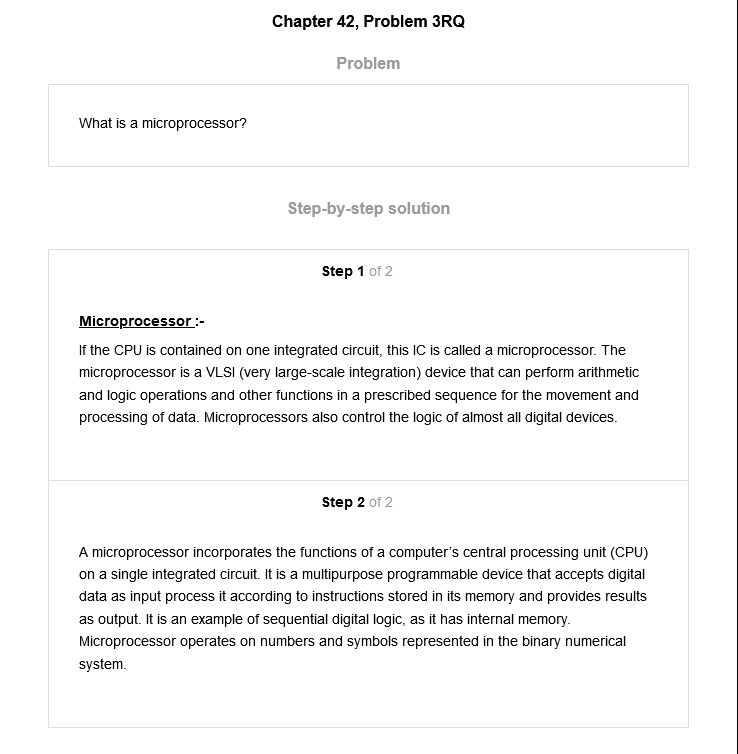 Chapter 42, Problem 3RQ
Problem
What is a microprocessor?
Step-by-step solution
Step 1 of 2
Microprocessor :-
If the CPU is contained on one integrated circuit, this IC is called a microprocessor. The
microprocessor is a VLSI (very large-scale integration) device that can perform arithmetic
and logic operations and other functions in a prescribed sequence for the movement and
processing of data. Microprocessors also control the logic of almost all digital devices.
Step 2 of 2
A microprocessor incorporates the functions of a computer's central processing unit (CPU)
on a single integrated circuit. It is a multipurpose programmable device that accepts digital
data as input process it according to instructions stored in its memory and provides results
as output. It is an example of sequential digital logic, as it has internal memory.
Microprocessor operates on numbers and symbols represented in the binary numerical
system.